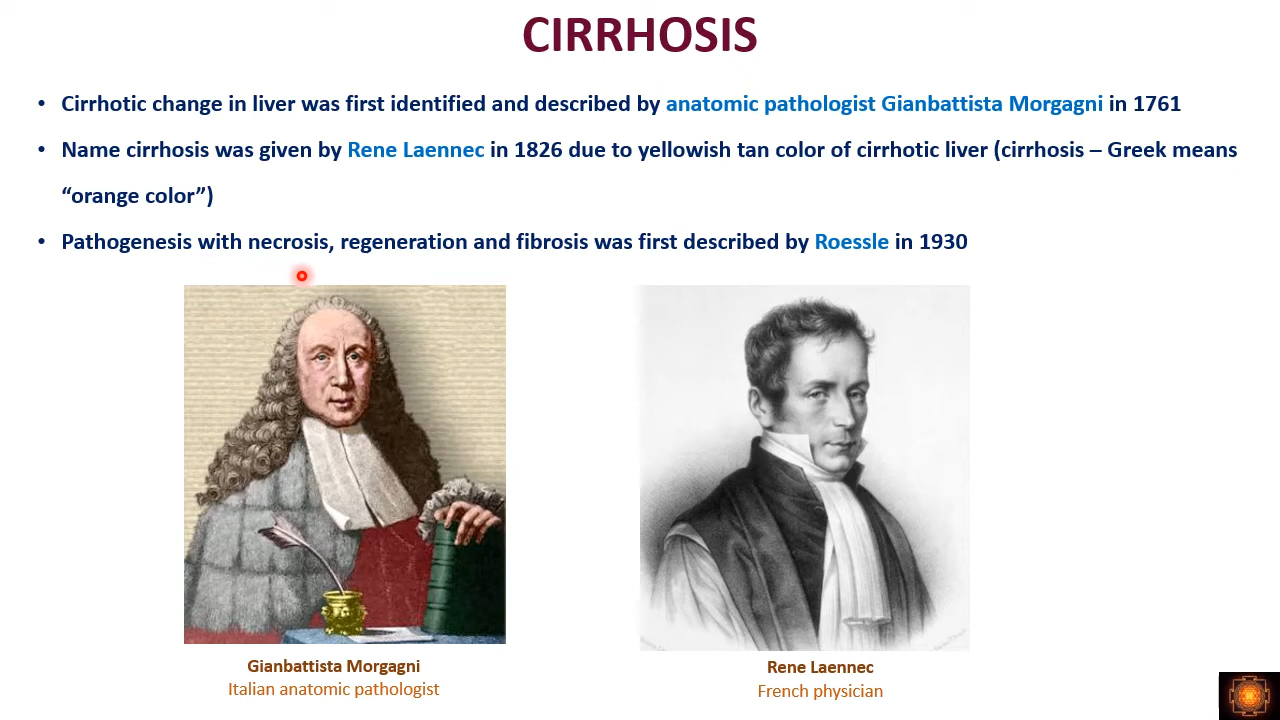 CIRRHOSIS
• Cirrhotic change in liver was first identified and described by anatomic pathologist Gianbattista Morgagni in 1761
• Name cirrhosis was given by Rene Laennec in 1826 due to yellowish tan color of cirrhotic liver (cirrhosis – Greek means
“orange color”)
• Pathogenesis with necrosis, regeneration and fibrosis was first described by Roessle in 1930
Gianbattista Morgagni
Italian anatomic pathologist
Rene Laennec
French physician